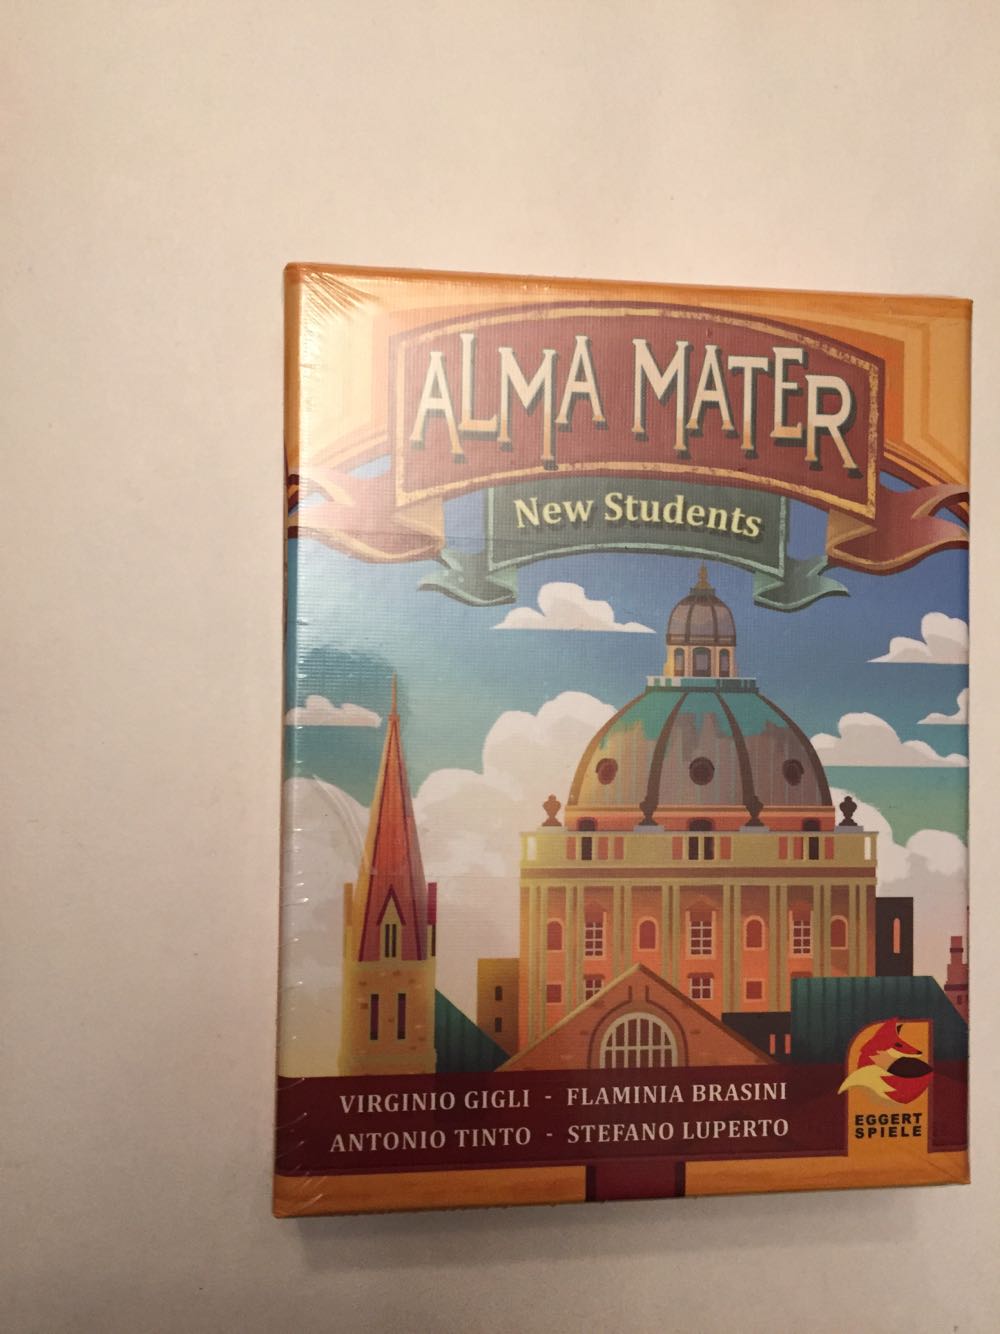 ALMA MATER
New Students
VIRGINIO GIGLI - FLAMINIA BRASINI
ANTONIO TINTO - STEFANO LUPERTO
EGGERT
SPIELE